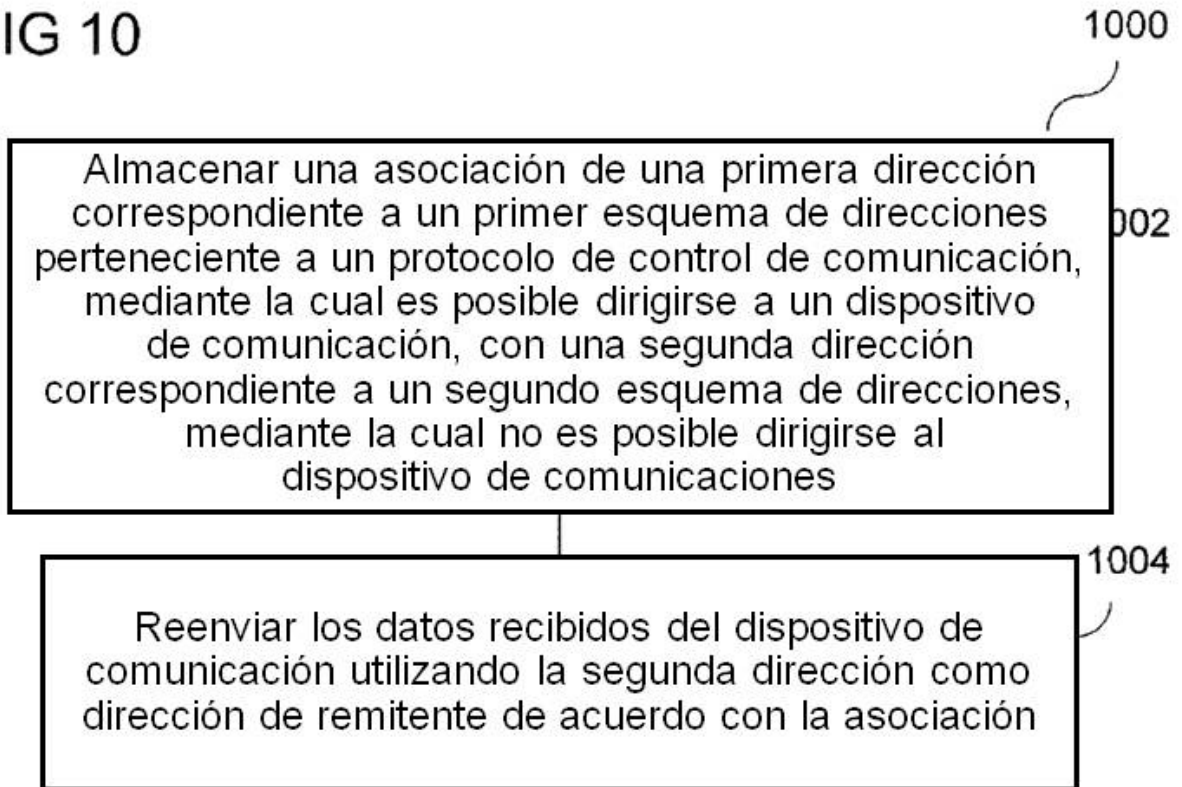 IG 10
1000
Almacenar una asociación de una primera dirección
correspondiente a un primer esquema de direcciones
002
perteneciente a un protocolo de control de comunicación,
mediante la cual es posible dirigirse a un dispositivo
de comunicación, con una segunda dirección
correspondiente a un segundo esquema de direcciones,
mediante la cual no es posible dirigirse al
dispositivo de comunicaciones
1004
Reenviar los datos recibidos del dispositivo de
comunicación utilizando la segunda dirección como
dirección de remitente de acuerdo con la asociación